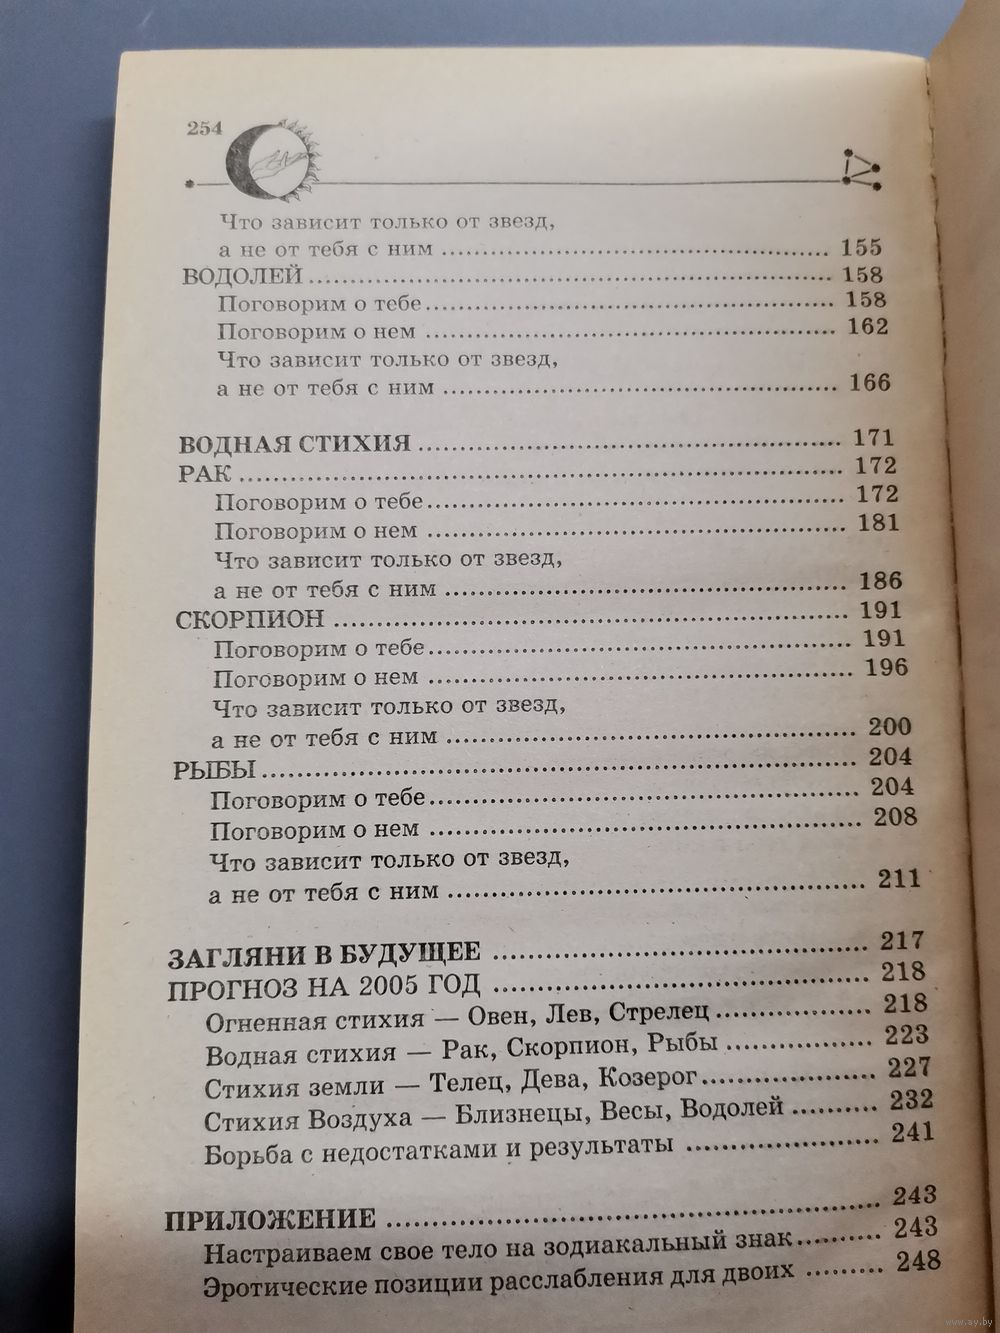 254
Что зависит только от звезд,
а не от тебя с ним ........ 155
ВОДОЛЕЙ ........ 158
Поговорим о тебе ........ 158
Поговорим о нем ........ 162
Что зависит только от звезд,
а не от тебя с ним ........ 166
ВОДНАЯ СТИХИЯ ........ 171
РАК ........ 172
Поговорим о тебе ........ 172
Поговорим о нем ........ 181
Что зависит только от звезд,
а не от тебя с ним ........ 186
СКОРПИОН ........ 191
Поговорим о тебе ........ 191
Поговорим о нем ........ 196
Что зависит только от звезд,
а не от тебя с ним ........ 200
РЫБЫ ........ 204
Поговорим о тебе ........ 204
Поговорим о нем ........ 208
Что зависит только от звезд,
а не от тебя с ним ........ 211
ЗАГЛЯНИ В БУДУЩЕЕ ........ 217
ПРОГНОЗ НА 2005 ГОД ........ 218
Огненная стихия — Овен, Лев, Стрелец ........ 218
Водная стихия — Рак, Скорпион, Рыбы ........ 223
Стихия земли — Телец, Дева, Козерог ........ 227
Стихия Воздуха — Близнецы, Весы, Водолей ........ 232
Борьба с недостатками и результаты ........ 241
ПРИЛОЖЕНИЕ ........ 243
Настраиваем свое тело на зодиакальный знак ........ 243
Эротические позиции расслабления для двоих ........ 248
www.ay.by